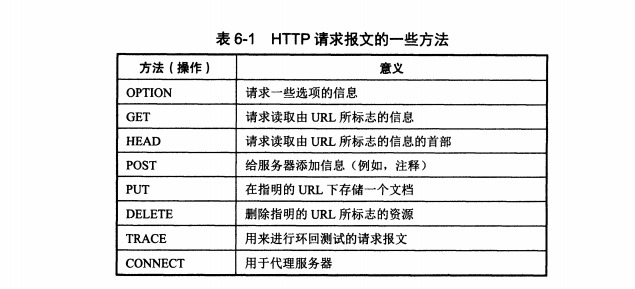 表 6-1 HTTP 请求报文的一些方法
方法（操作） 意义
OPTION 请求一些选项的信息
GET 请求读取由 URL 所标志的信息
HEAD 请求读取由 URL 所标志的信息的首部
POST 给服务器添加信息（例如，注释）
PUT 在指明的 URL 下存储一个文档
DELETE 删除指明的 URL 所标志的资源
TRACE 用来进行环回测试的请求报文
CONNECT 用于代理服务器